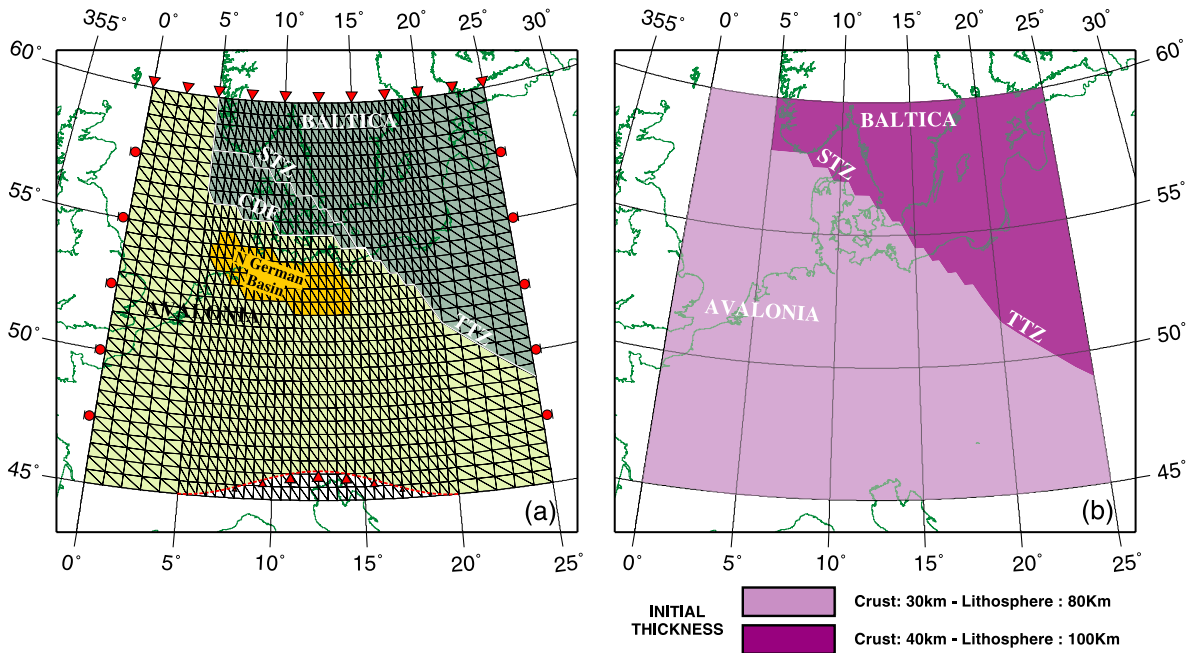 355° 0° 5° 10° 15° 20° 25° 30°
355° 0° 5° 10° 15° 20° 25° 30°
60°
55°
50°
45°
BALTICA
STZ
CDF
N German
Basin
AVALONIA
TTZ
(a)
0° 5° 10° 15° 20°
BALTICA
STZ
AVALONIA
TTZ
(b)
60°
55°
50°
45°
0° 5° 10° 15° 20° 25°
INITIAL
THICKNESS
Crust: 30km - Lithosphere : 80Km
Crust: 40km - Lithosphere : 100Km